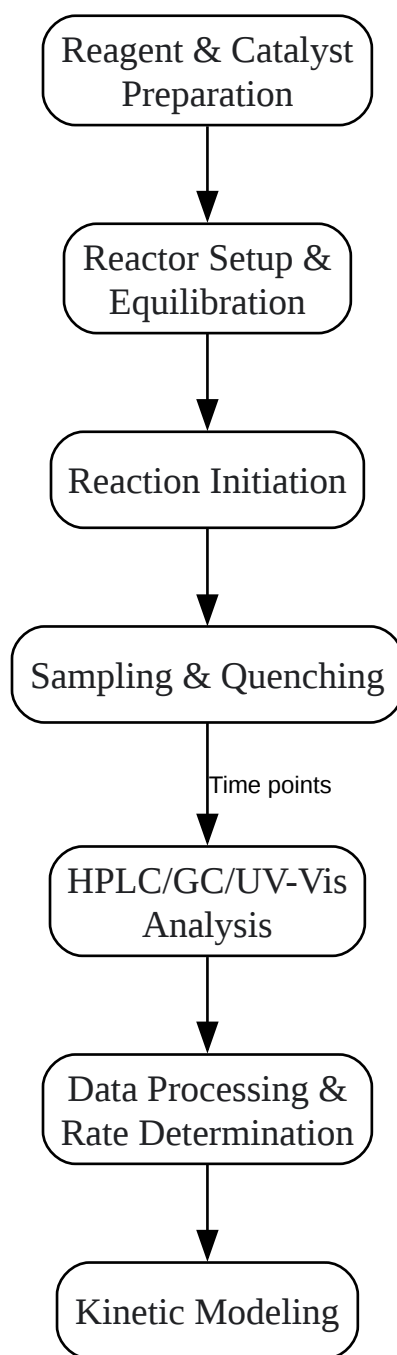 Reagent & Catalyst
Preparation
Reactor Setup &
Equilibration
Reaction Initiation
Sampling & Quenching
Time points
HPLC/GC/UV-Vis
Analysis
Data Processing &
Rate Determination
Kinetic Modeling